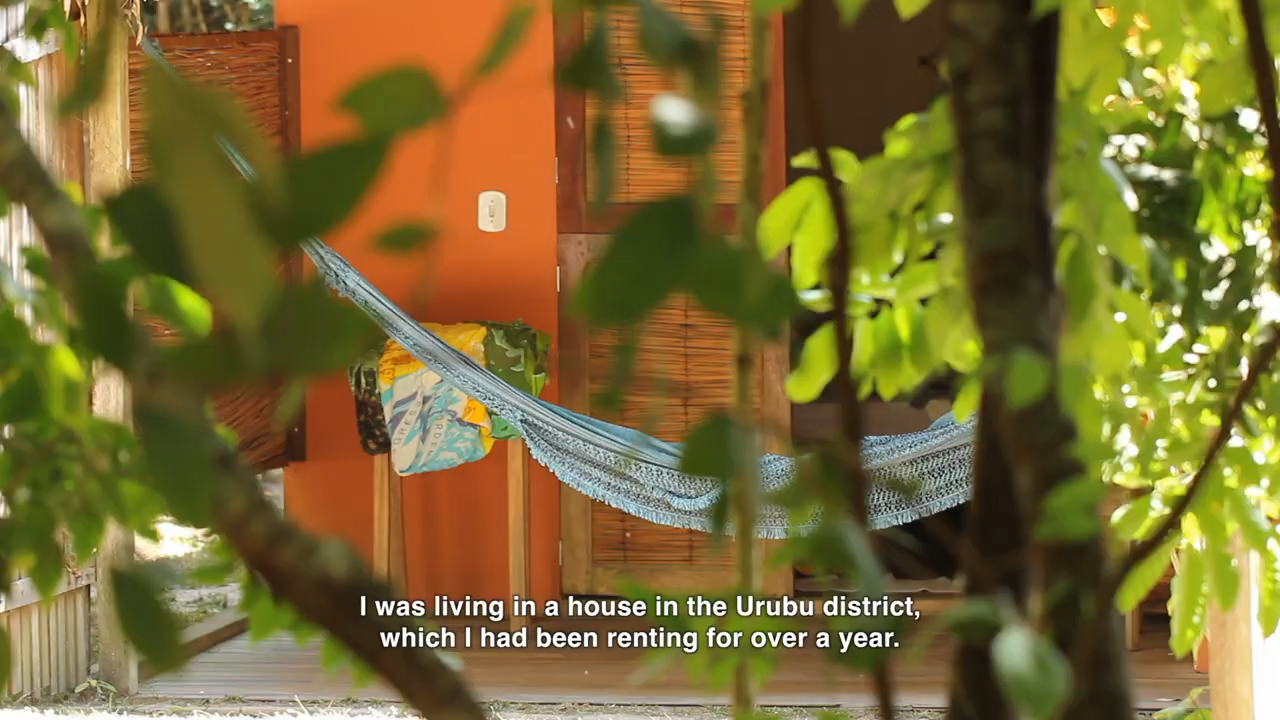 I was living in a house in the Urubu district,
which I had been renting for over a year.